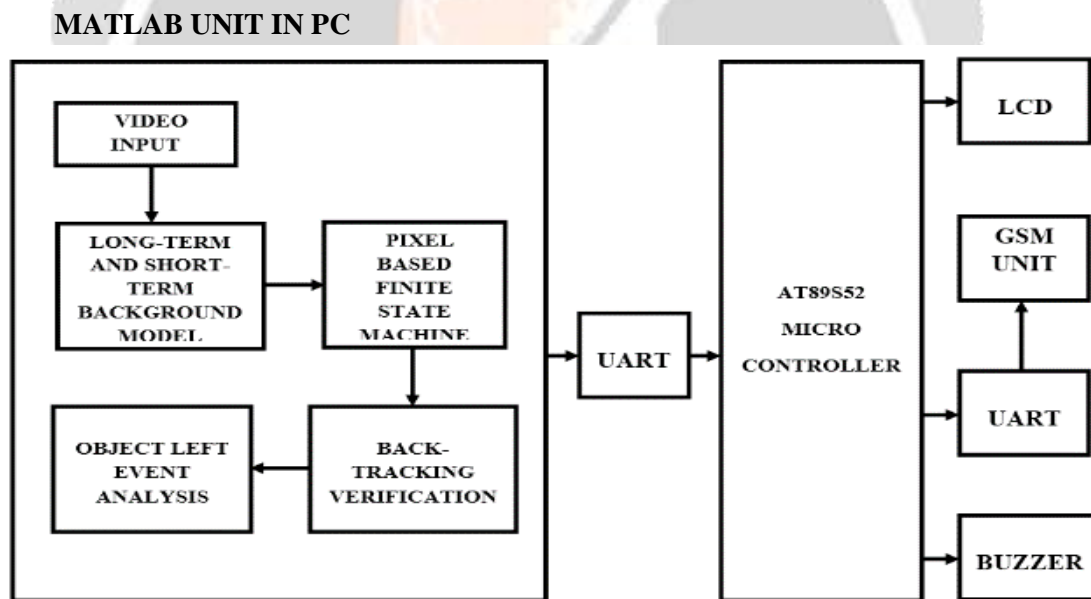 MATLAB UNIT IN PC
VIDEO
INPUT
LONG-TERM
AND SHORT-
TERM
BACKGROUND
MODEL
PIXEL
BASED
FINITE
STATE
MACHINE
OBJECT LEFT
EVENT
ANALYSIS
BACK-
TRACKING
VERIFICATION
UART
AT89S52
MICRO
CONTROLLER
LCD
GSM
UNIT
UART
BUZZER